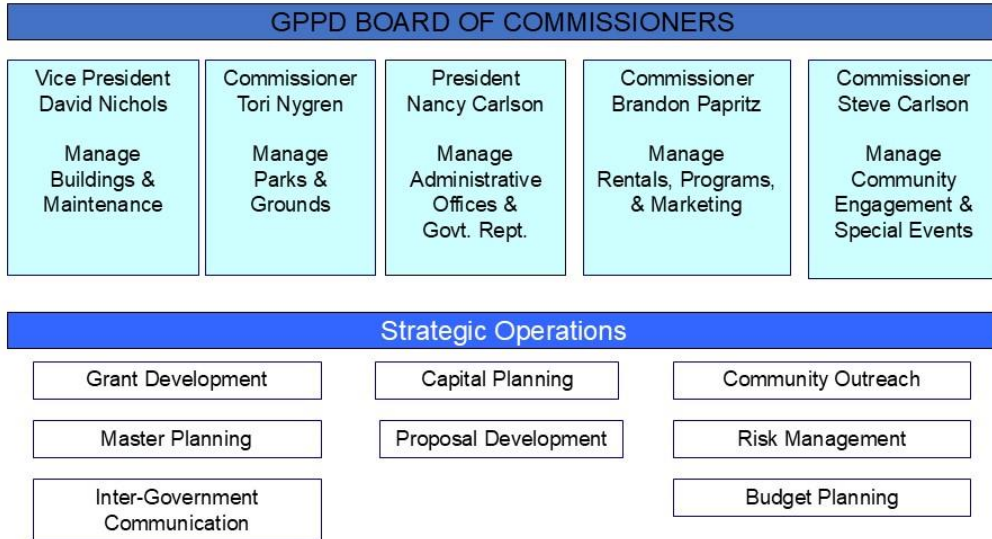 GPPD BOARD OF COMMISSIONERS
Vice President
David Nichols
Manage
Buildings &
Maintenance
Commissioner
Tori Nygren
Manage
Parks &
Grounds
President
Nancy Carlson
Manage
Administrative
Offices &
Govt. Rept.
Commissioner
Brandon Papritz
Manage
Rentals, Programs,
& Marketing
Commissioner
Steve Carlson
Manage
Community
Engagement &
Special Events
Strategic Operations
Grant Development
Capital Planning
Community Outreach
Master Planning
Proposal Development
Risk Management
Inter-Government
Communication
Budget Planning